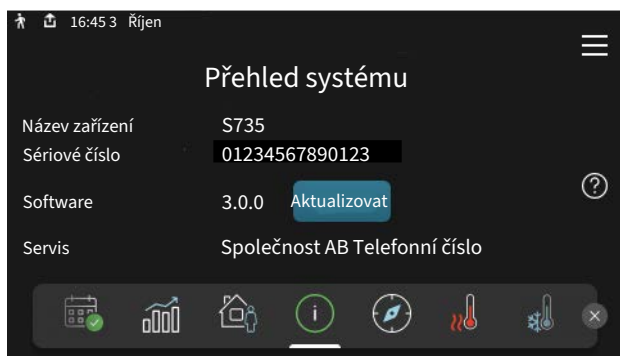 16:45 3 Říjen
Přehled systému
Název zařízení S735
Sériové číslo 01234567890123
Software 3.0.0 Aktualizovat
Servis Společnost AB Telefonní číslo